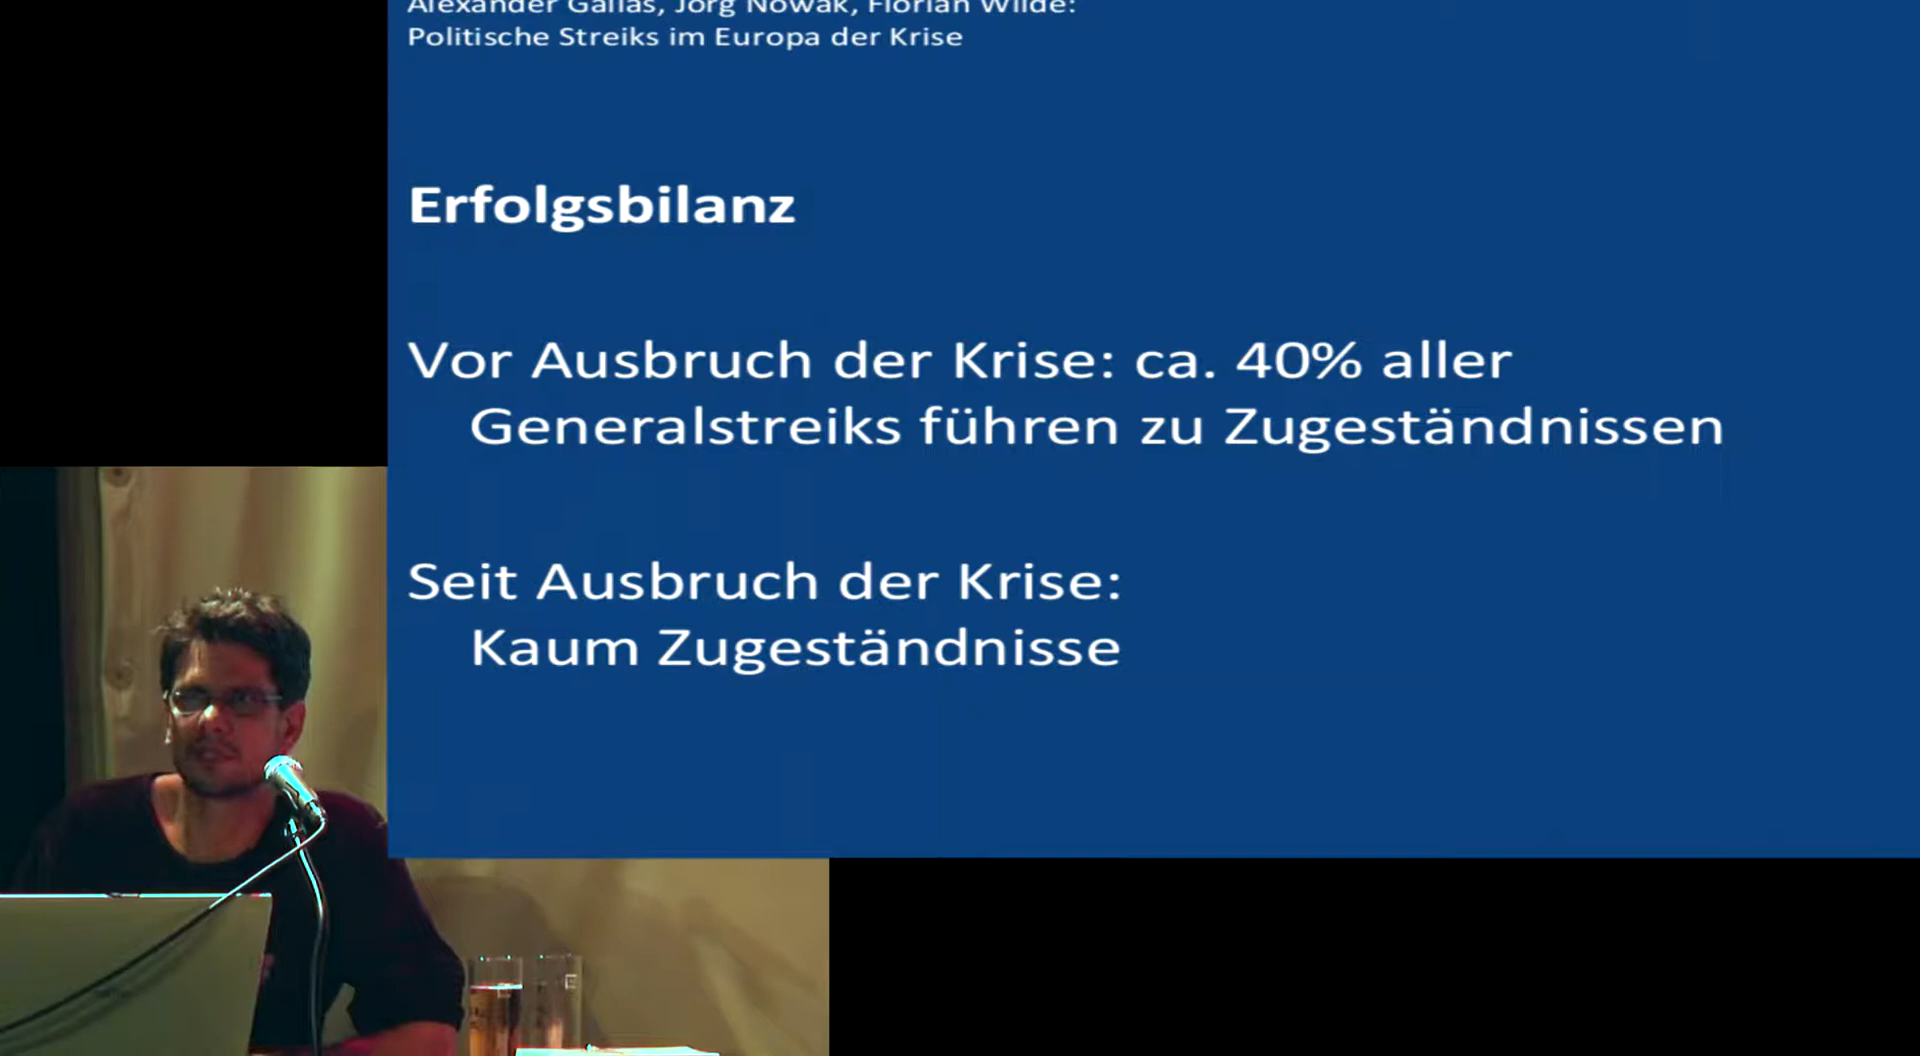 Alexander Gallas, Jörg Nowak, Florian Wilde:
Politische Streiks im Europa der Krise
Erfolgsbilanz
Vor Ausbruch der Krise: ca. 40% aller
Generalstreiks führen zu Zugeständnissen
Seit Ausbruch der Krise:
Kaum Zugeständnisse